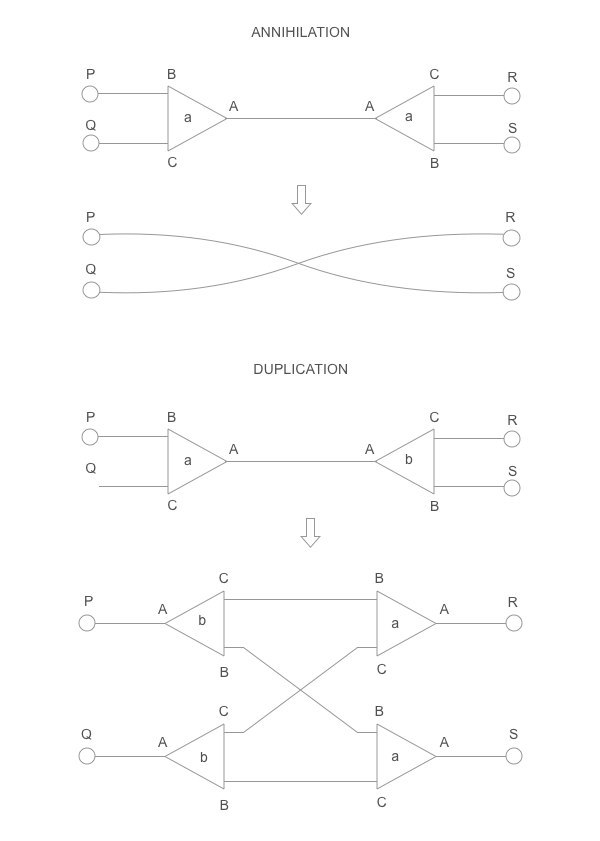 ANNIHILATION
P B C R
A A
a a
Q S
C B
P R
Q S
DUPLICATION
P B C R
A A
a b
Q S
C B
C B
P A A R
b a
B C
C B
Q A A S
b a
B C